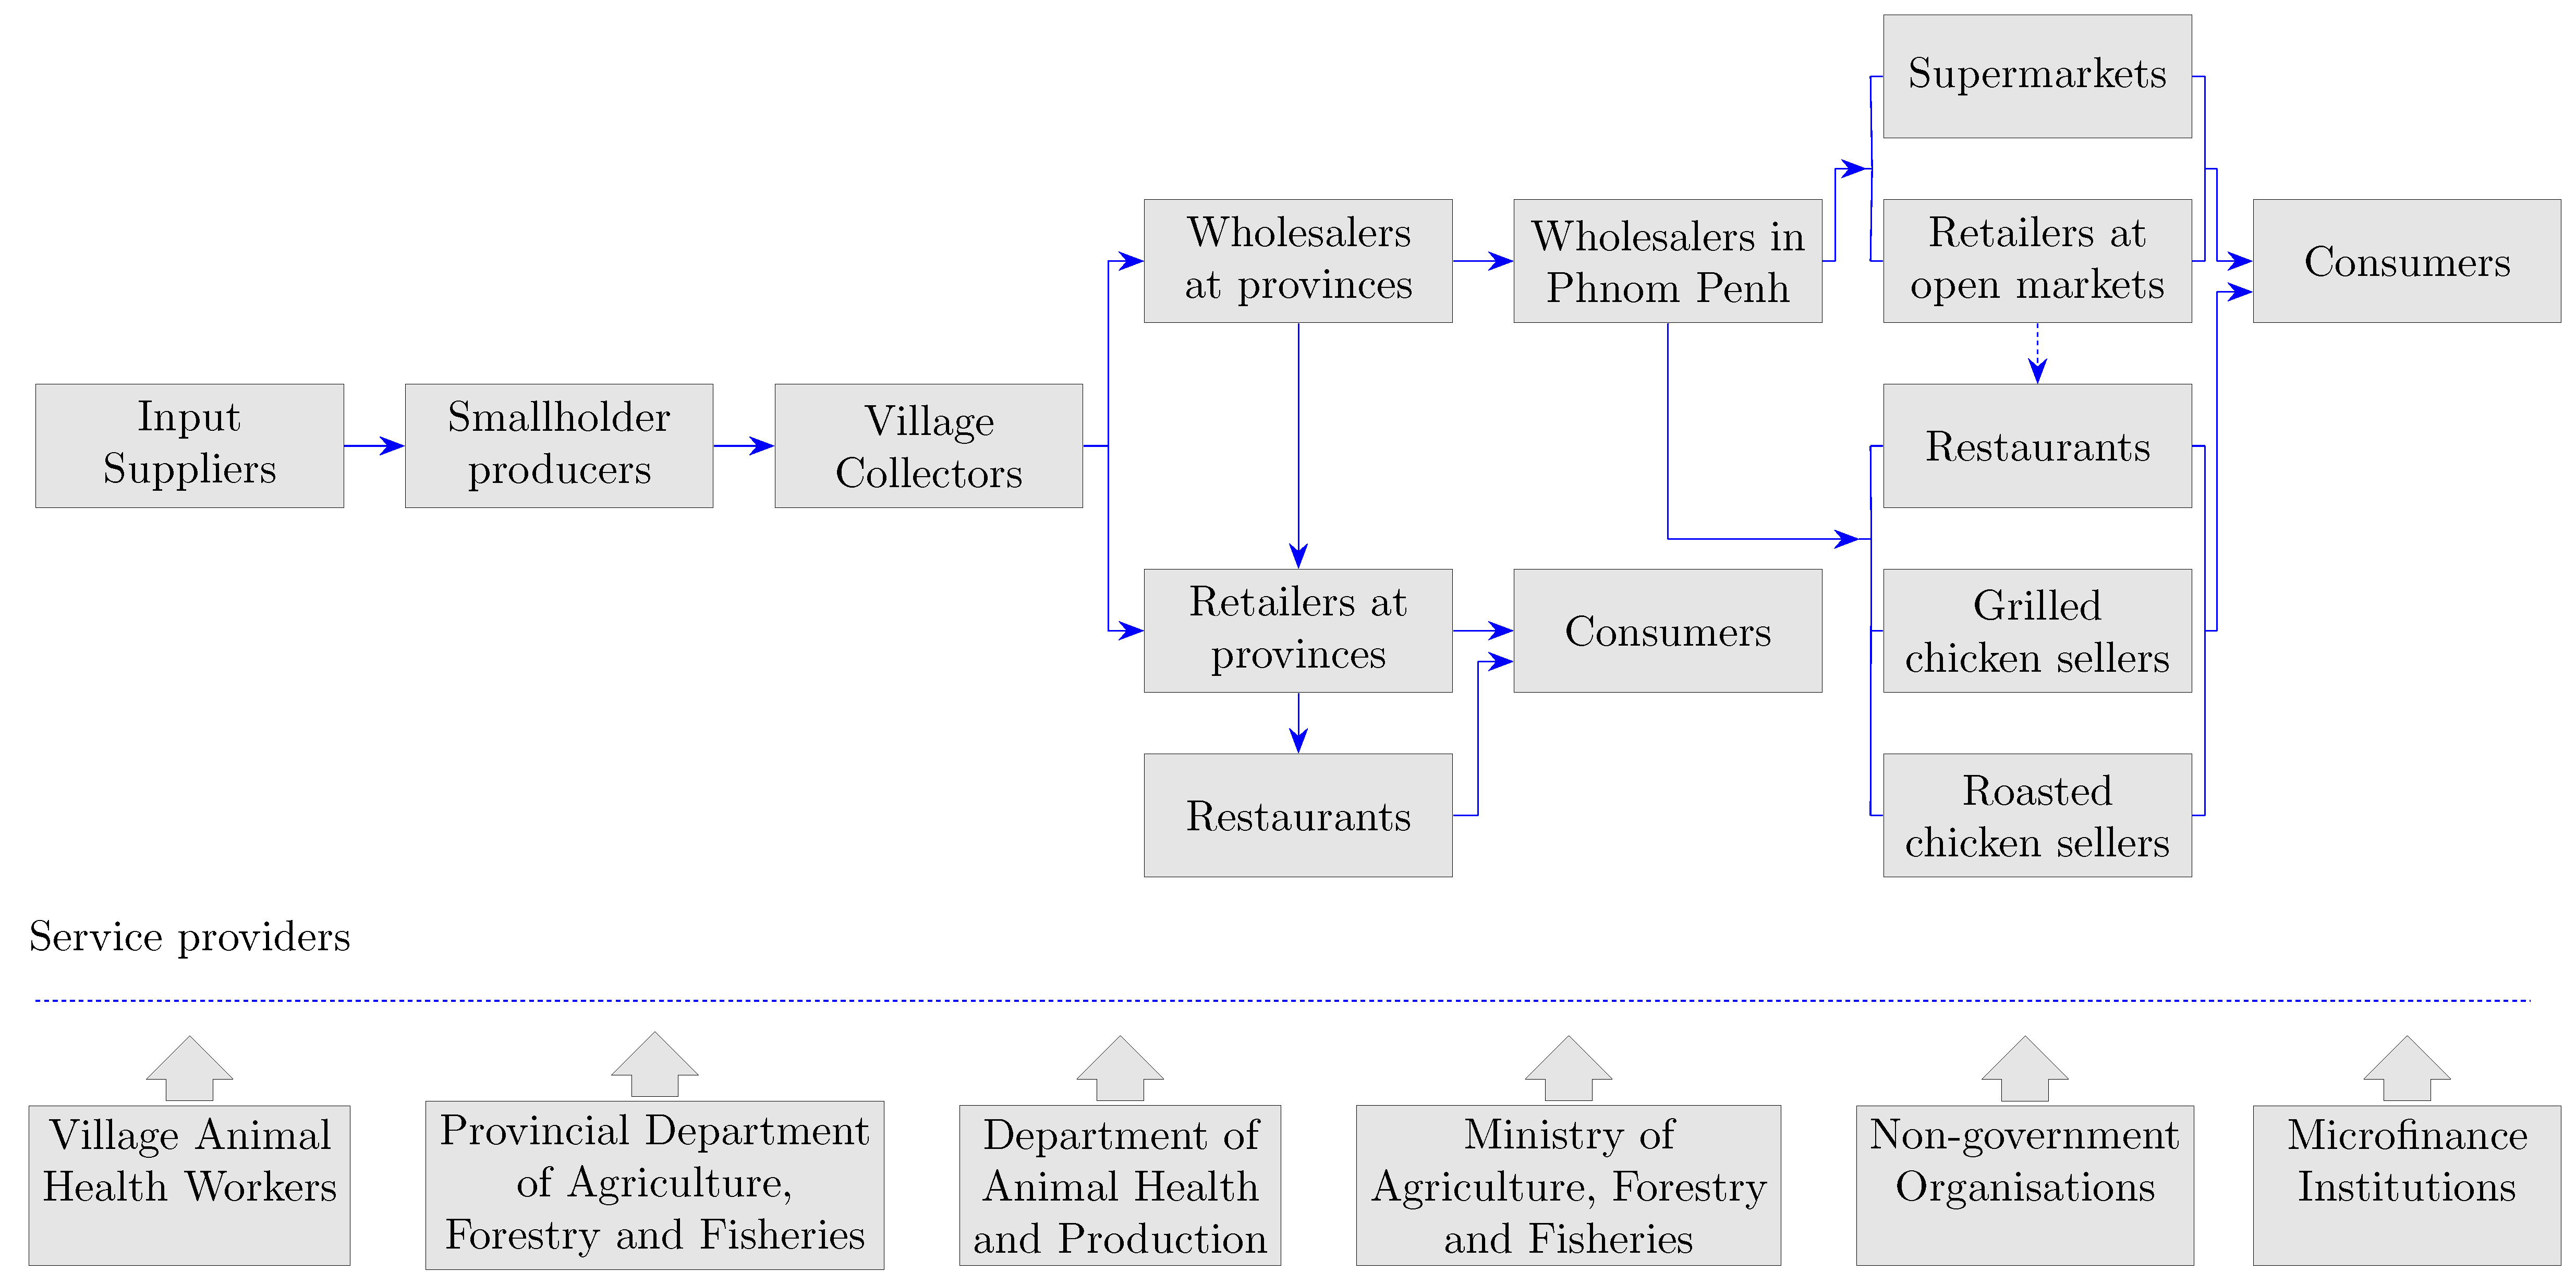 Supermarkets
Wholesalers
at provinces
Wholesalers in
Phnom Penh
Retailers at
open markets
Consumers
Input
Suppliers
Smallholder
producers
Village
Collectors
Restaurants
Retailers at
provinces
Consumers
Grilled
chicken sellers
Restaurants
Roasted
chicken sellers
Service providers
Village Animal
Health Workers
Provincial Department
of Agriculture,
Forestry and Fisheries
Department of
Animal Health
and Production
Ministry of
Agriculture, Forestry
and Fisheries
Non-government
Organisations
Microfinance
Institutions